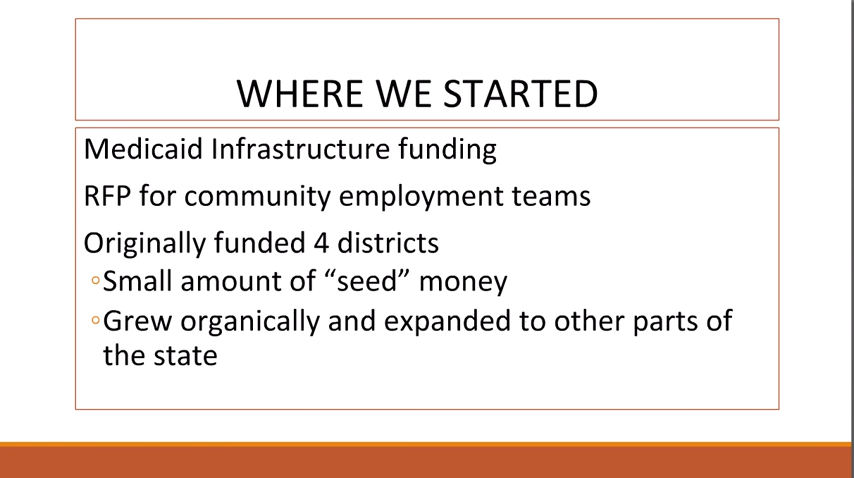 WHERE WE STARTED
Medicaid Infrastructure funding
RFP for community employment teams
Originally funded 4 districts
◦Small amount of “seed” money
◦Grew organically and expanded to other parts of
the state